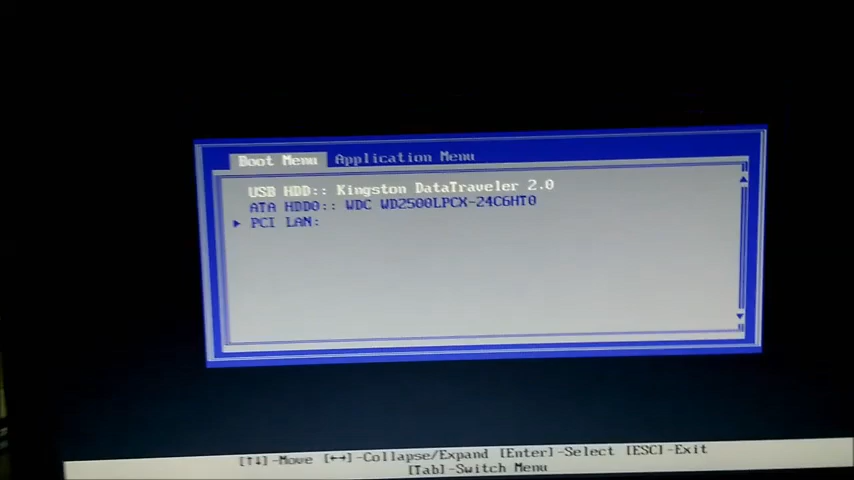 Boot Menu Application Menu
USB HDD:: Kingston DataTraveler 2.0
ATA HDD0:: WDC WD2500LPCX-24C6HT0
▶ PCI LAN:
[↑↓]-Move [←→]-Collapse/Expand [Enter]-Select [ESC]-Exit
[Tab]-Switch Menu